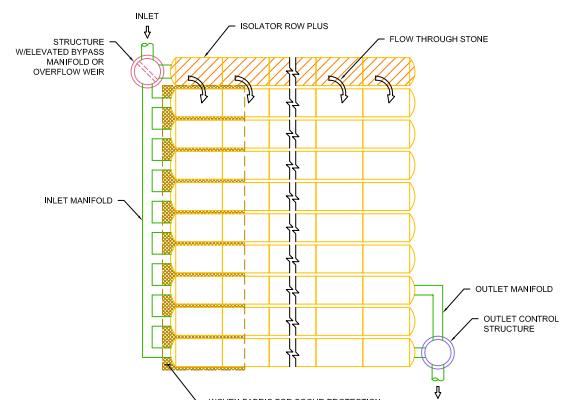 INLET
ISOLATOR ROW PLUS
STRUCTURE
W/ELEVATED BYPASS
MANIFOLD OR
OVERFLOW WEIR
FLOW THROUGH STONE
INLET MANIFOLD
OUTLET MANIFOLD
OUTLET CONTROL
STRUCTURE